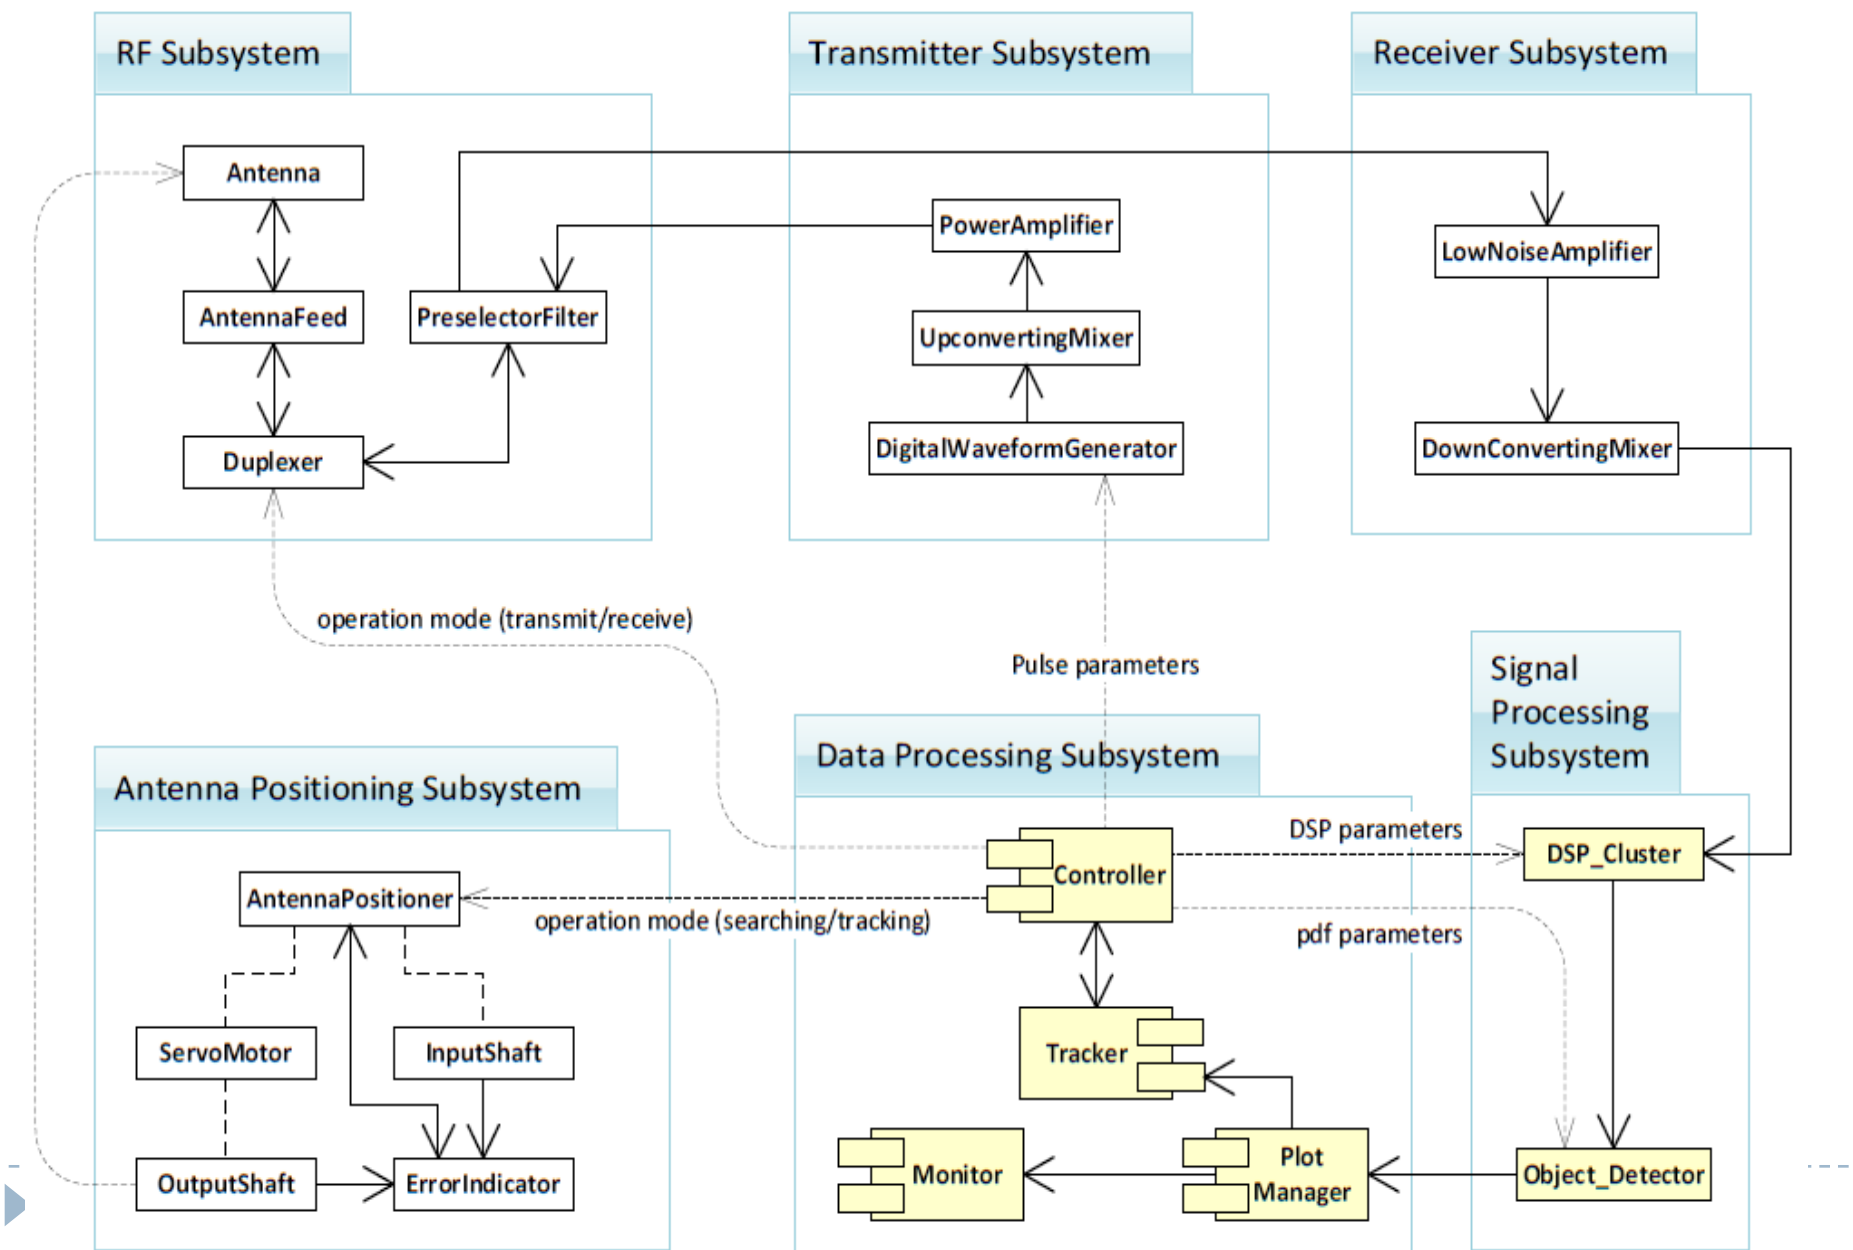 RF Subsystem
Transmitter Subsystem
Receiver Subsystem
Antenna
PowerAmplifier
LowNoiseAmplifier
AntennaFeed
PreselectorFilter
UpconvertingMixer
Duplexer
DigitalWaveformGenerator
DownConvertingMixer
operation mode (transmit/receive)
Pulse parameters
Signal
Processing
Subsystem
Antenna Positioning Subsystem
Data Processing Subsystem
DSP parameters
DSP_Cluster
Controller
AntennaPositioner
operation mode (searching/tracking)
pdf parameters
ServoMotor
InputShaft
Tracker
OutputShaft
ErrorIndicator
Monitor
Plot
Manager
Object_Detector